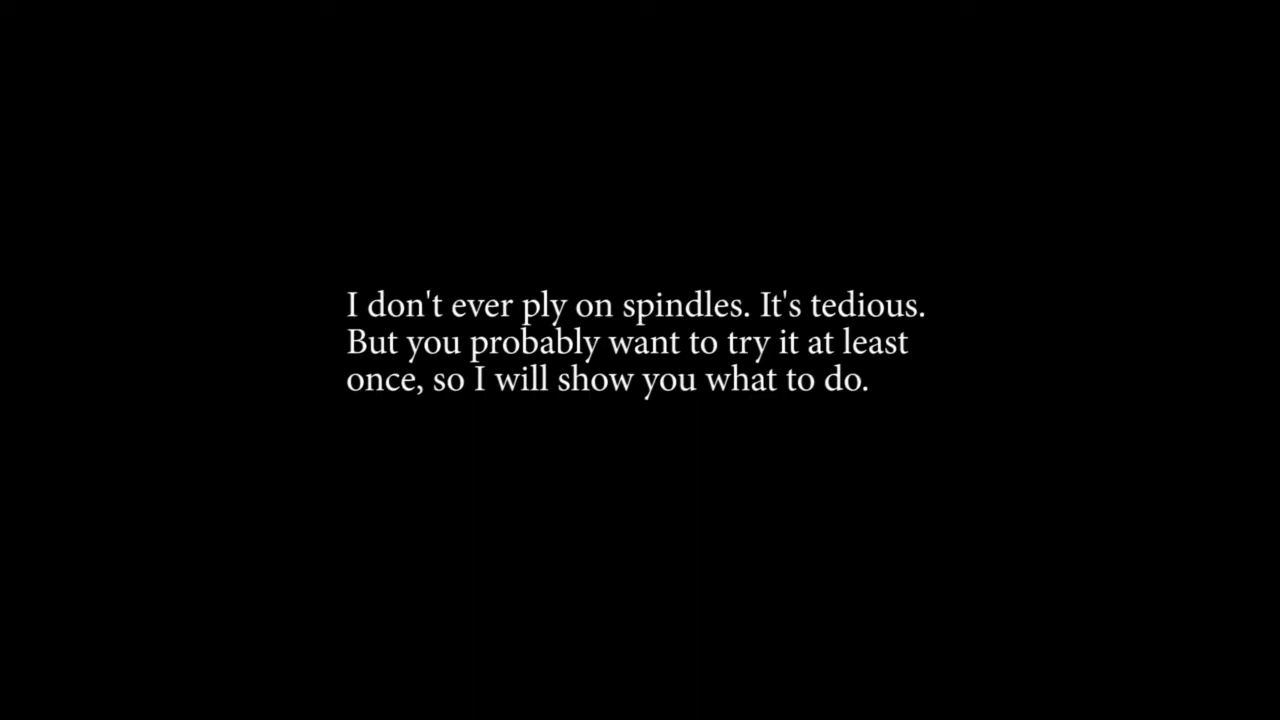 I don't ever ply on spindles. It's tedious.
But you probably want to try it at least
once, so I will show you what to do.